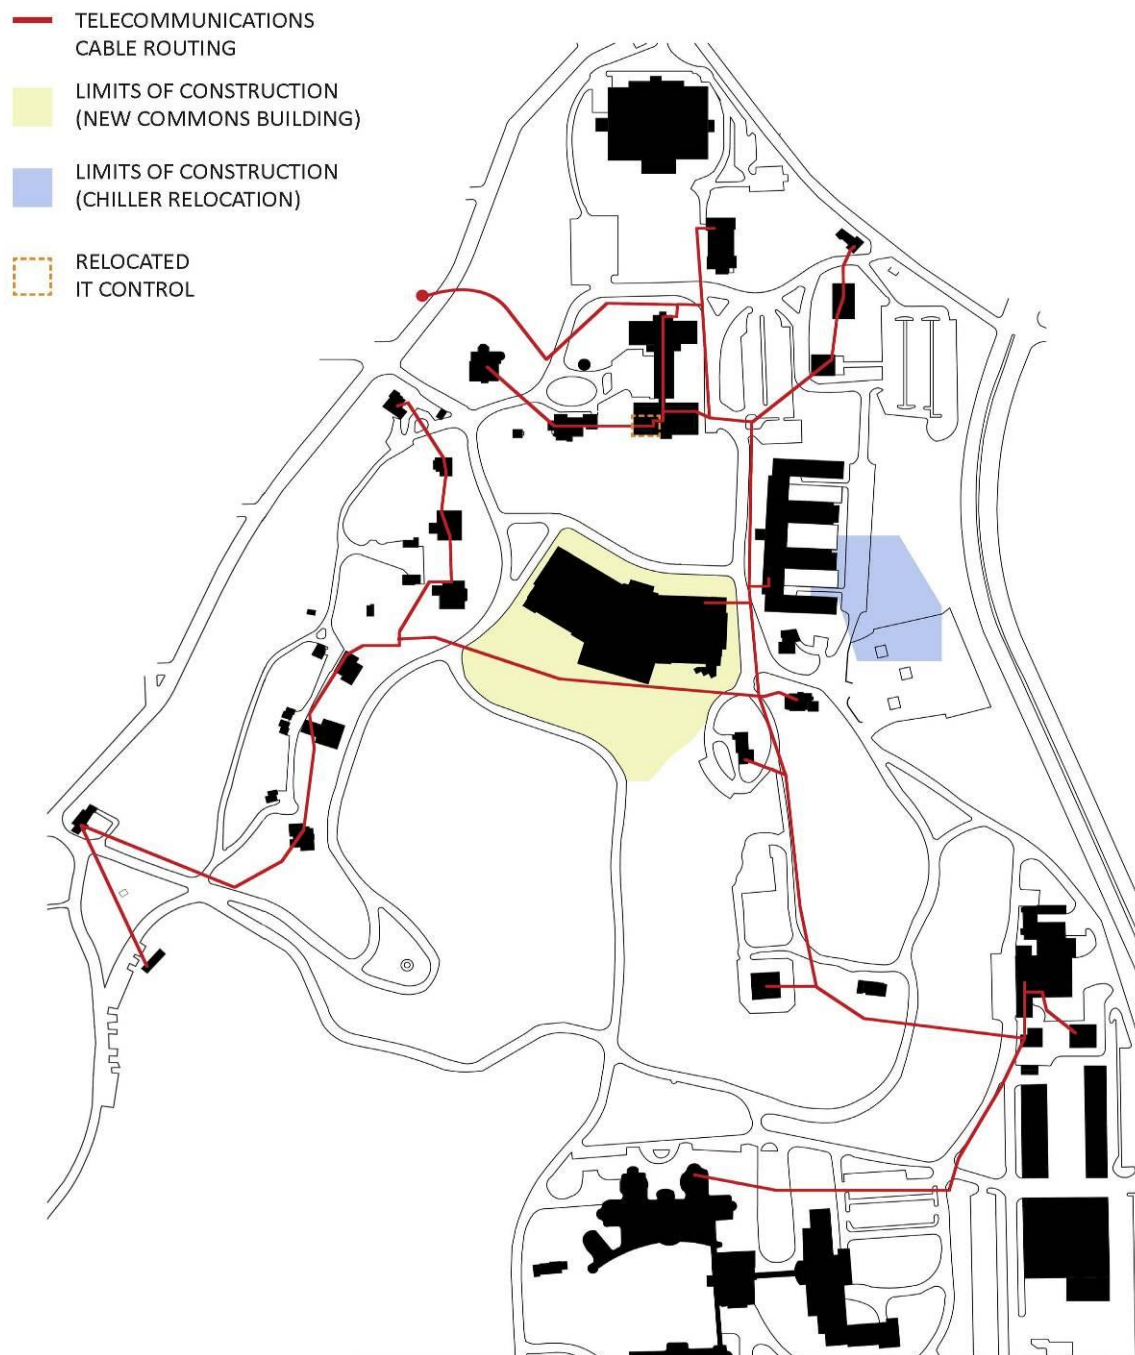 TELECOMMUNICATIONS
CABLE ROUTING
LIMITS OF CONSTRUCTION
(NEW COMMONS BUILDING)
LIMITS OF CONSTRUCTION
(CHILLER RELOCATION)
RELOCATED
IT CONTROL